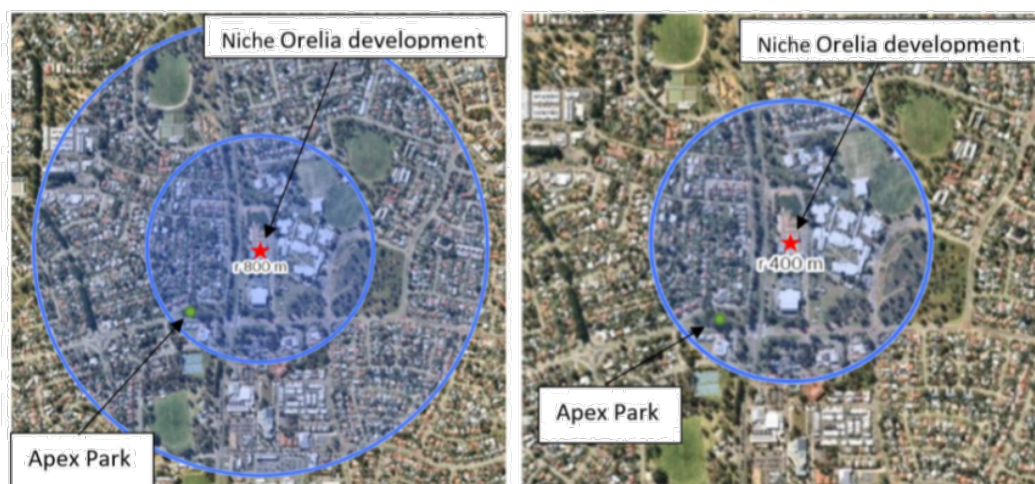 Niche Orelia development
r 800 m
Apex Park
Niche Orelia development
r 400 m
Apex Park